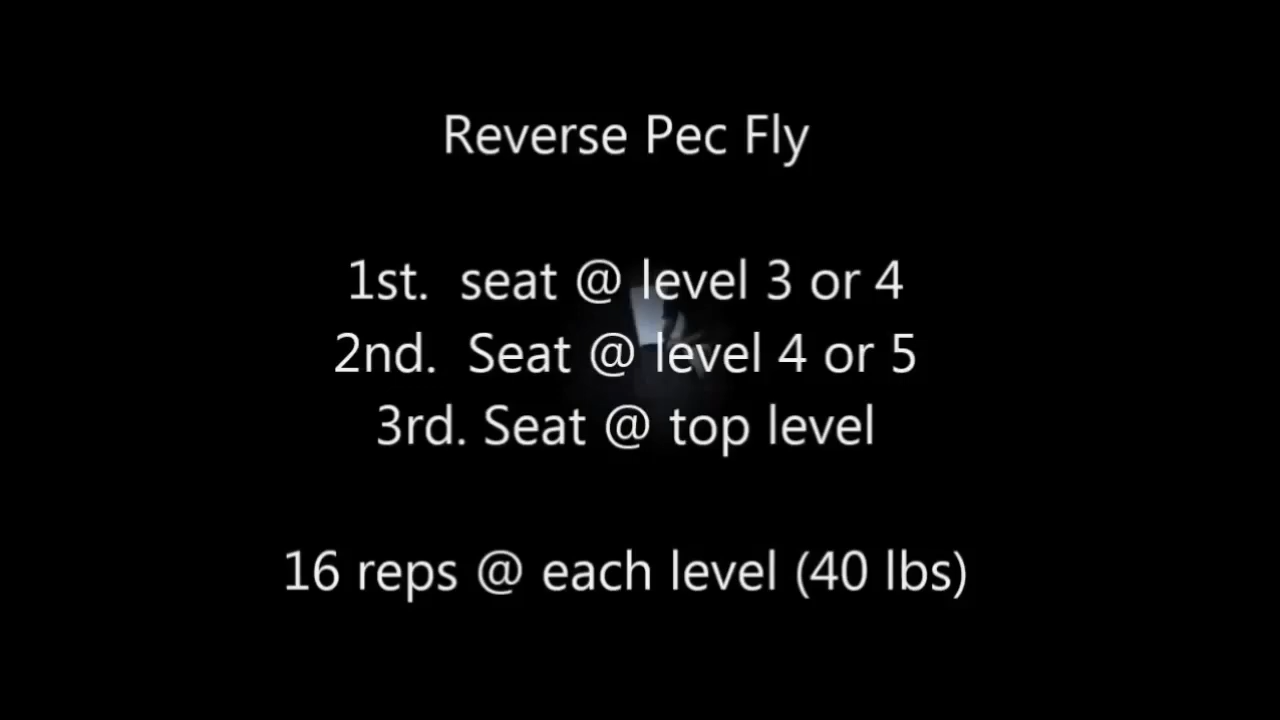 Reverse Pec Fly
1st.  seat @ level 3 or 4
2nd.  Seat @ level 4 or 5
3rd. Seat @ top level
16 reps @ each level (40 lbs)